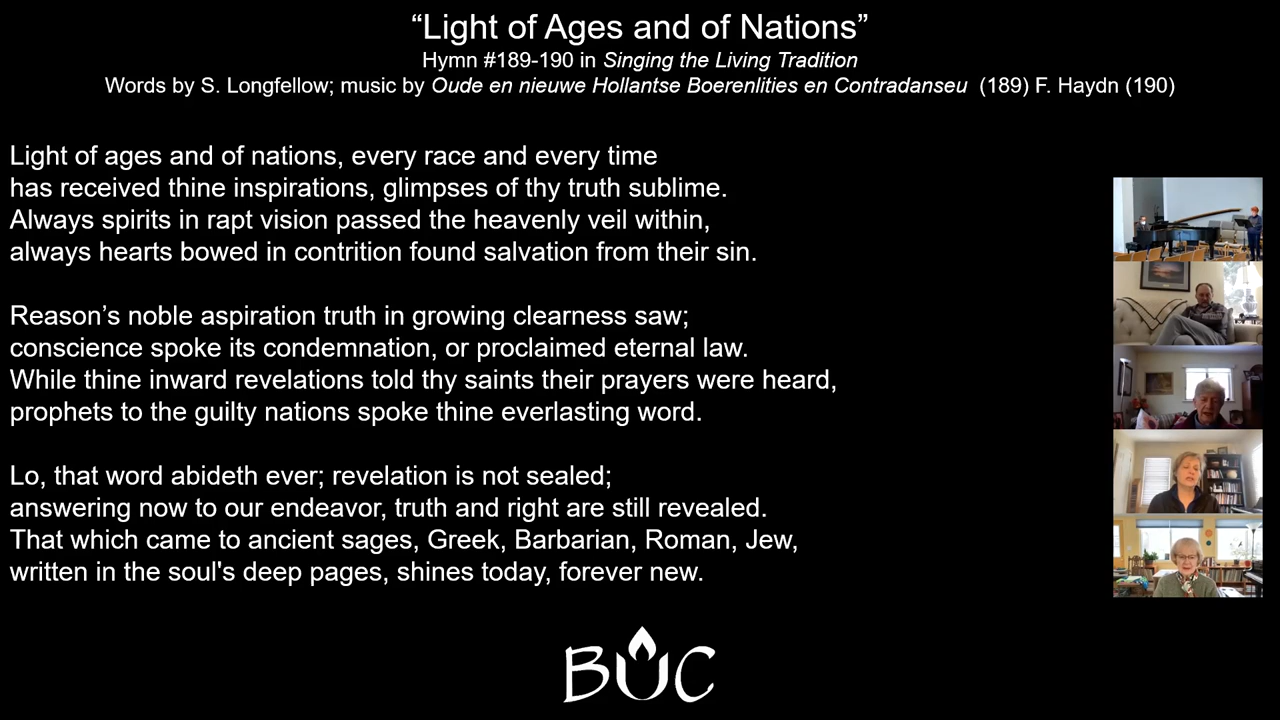 “Light of Ages and of Nations”
Hymn #189-190 in Singing the Living Tradition
Words by S. Longfellow; music by Oude en nieuwe Hollantse Boerenlities en Contradanseu (189) F. Haydn (190)
Light of ages and of nations, every race and every time
has received thine inspirations, glimpses of thy truth sublime.
Always spirits in rapt vision passed the heavenly veil within,
always hearts bowed in contrition found salvation from their sin.
Reason’s noble aspiration truth in growing clearness saw;
conscience spoke its condemnation, or proclaimed eternal law.
While thine inward revelations told thy saints their prayers were heard,
prophets to the guilty nations spoke thine everlasting word.
Lo, that word abideth ever; revelation is not sealed;
answering now to our endeavor, truth and right are still revealed.
That which came to ancient sages, Greek, Barbarian, Roman, Jew,
written in the soul's deep pages, shines today, forever new.
BUC